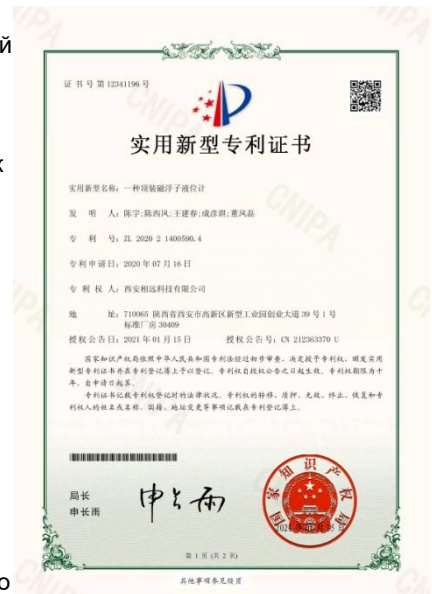 й
к
о
证书号第12341196号
实用新型专利证书
实用新型名称：一种顶装磁浮子液位计
发 明 人：陈宇;陈西风;王建春;成彦琪;董风磊
专 利 号：ZL 2020 2 1400590.4
专利申请日：2020年07月16日
专 利 权 人：西安相远科技有限公司
地 址：710065 陕西省西安市高新区新型工业园创业大道39号1号
标准厂房30409
授权公告日：2021年01月15日 授权公告号：CN 212363370 U
国家知识产权局依照中华人民共和国专利法经过初步审查，决定授予专利权，颁发实用
新型专利证书并在专利登记簿上予以登记。专利权自授权公告之日起生效。专利权期限为十
年，自申请日起算。
专利证书记载专利权登记时的法律状况。专利权的转移、质押、无效、终止、恢复和专
利权人的姓名或名称、国籍、地址变更等事项记载在专利登记簿上。
局长
申长雨
申长雨
国家知识产权局
第 1 页 (共 2 页)
其他事项参见续页
CNIPA